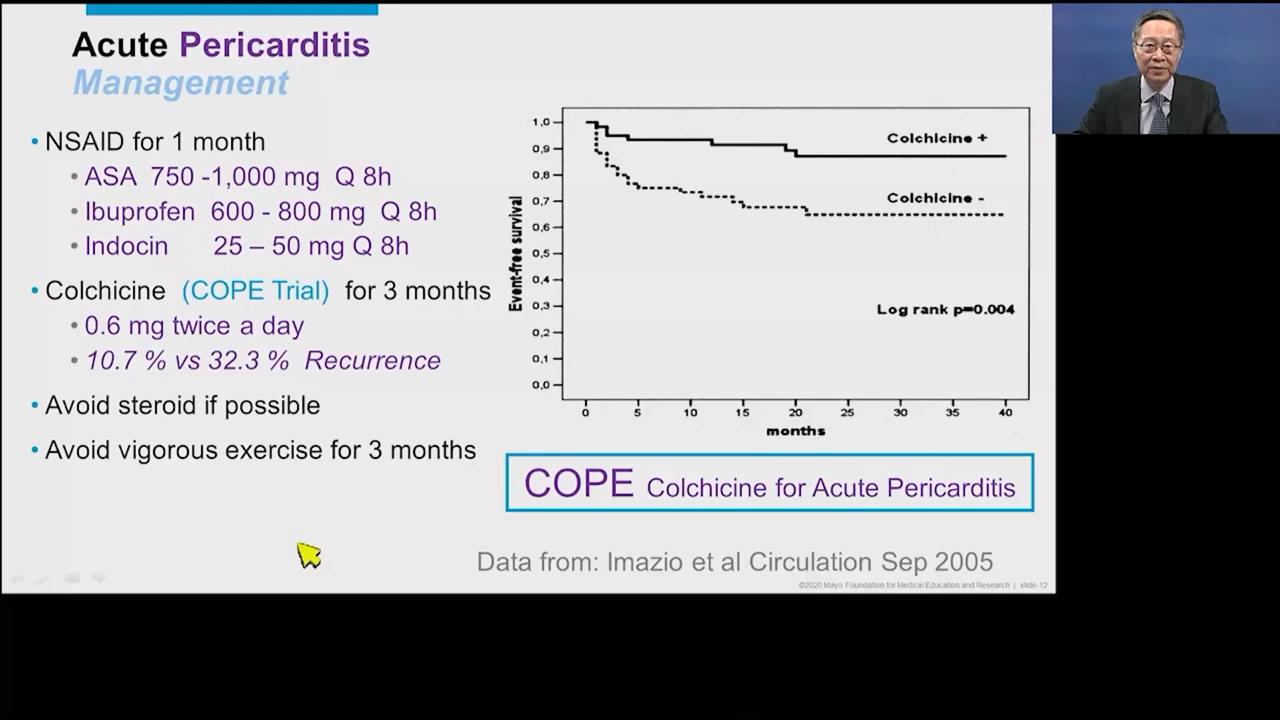 Acute Pericarditis
Management
• NSAID for 1 month
• ASA 750 -1,000 mg Q 8h
• Ibuprofen 600 - 800 mg Q 8h
• Indocin 25 – 50 mg Q 8h
• Colchicine (COPE Trial) for 3 months
• 0.6 mg twice a day
• 10.7 % vs 32.3 % Recurrence
• Avoid steroid if possible
• Avoid vigorous exercise for 3 months
Event-free survival
1,0
0,9
0,8
0,7
0,6
0,5
0,4
0,3
0,2
0,1
0,0
Colchicine +
Colchicine -
Log rank p=0.004
0 5 10 15 20 25 30 35 40
months
COPE Colchicine for Acute Pericarditis
Data from: Imazio et al Circulation Sep 2005
©2020 Mayo Foundation for Medical Education and Research | slide-12